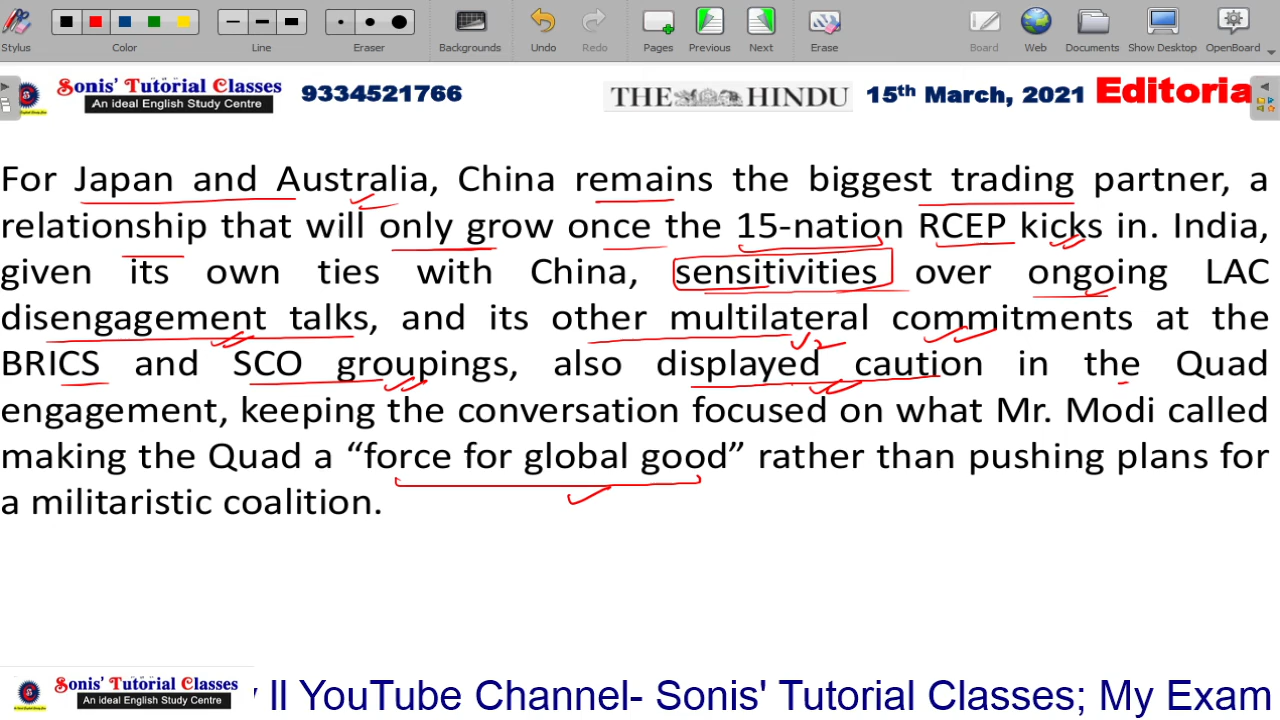 Stylus Color Line Eraser Backgrounds Undo Redo Pages Previous Next Erase Board Web Documents Show Desktop OpenBoard
Sonis' Tutorial Classes
An ideal English Study Centre
9334521766
THE HINDU
15th March, 2021 Editoria
For Japan and Australia, China remains the biggest trading partner, a
relationship that will only grow once the 15-nation RCEP kicks in. India,
given its own ties with China, sensitivities over ongoing LAC
disengagement talks, and its other multilateral commitments at the
BRICS and SCO groupings, also displayed caution in the Quad
engagement, keeping the conversation focused on what Mr. Modi called
making the Quad a “force for global good” rather than pushing plans for
a militaristic coalition.
Sonis' Tutorial Classes
An ideal English Study Centre
ll YouTube Channel- Sonis' Tutorial Classes; My Exam